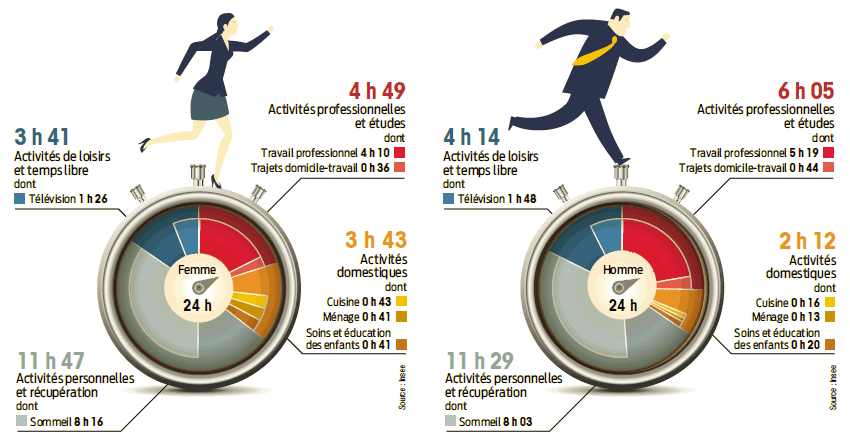 4 h 49
Activités professionnelles
et études
dont
Travail professionnel 4 h 10
Trajets domicile-travail 0 h 36
3 h 41
Activités de loisirs
et temps libre
dont
Télévision 1 h 26
Femme
24 h
3 h 43
Activités
domestiques
dont
Cuisine 0 h 43
Ménage 0 h 41
Soins et éducation
des enfants 0 h 41
11 h 47
Activités personnelles
et récupération
dont
Sommeil 8 h 16
Source : Insee
6 h 05
Activités professionnelles
et études
dont
Travail professionnel 5 h 19
Trajets domicile-travail 0 h 44
4 h 14
Activités de loisirs
et temps libre
dont
Télévision 1 h 48
Homme
24 h
2 h 12
Activités
domestiques
dont
Cuisine 0 h 16
Ménage 0 h 13
Soins et éducation
des enfants 0 h 20
11 h 29
Activités personnelles
et récupération
dont
Sommeil 8 h 03
Source : Insee